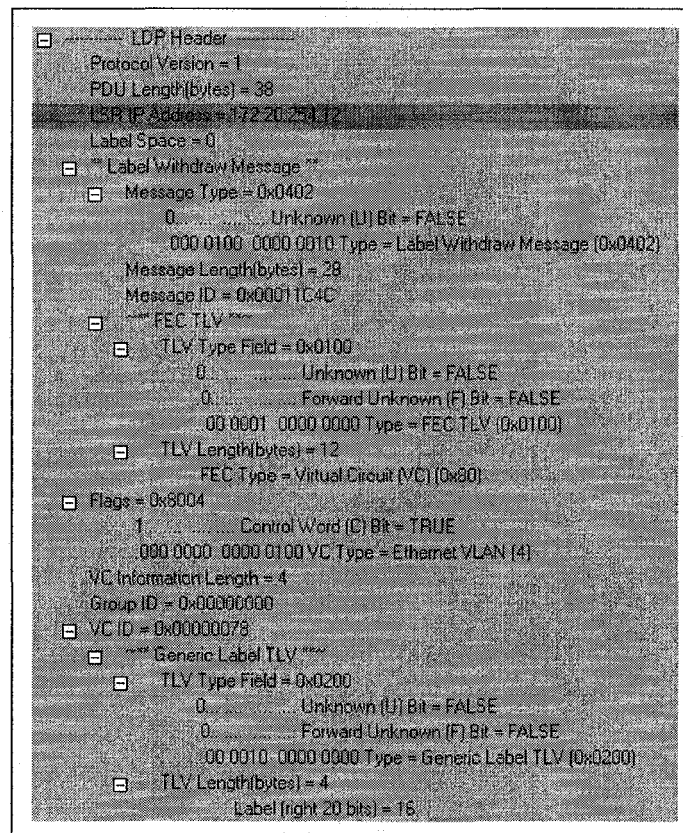 ---------- LDP Header ----------
Protocol Version = 1
PDU Length(bytes) = 38
LSR IP Address = 172.20.254.12
Label Space = 0
** Label Withdraw Message **
Message Type = 0x0402
0... .... .... .... Unknown (U) Bit = FALSE
.000 0100 0000 0010 Type = Label Withdraw Message (0x0402)
Message Length(bytes) = 28
Message ID = 0x00011C4C
~** FEC TLV **~
TLV Type Field = 0x0100
0... .... .... .... Unknown (U) Bit = FALSE
.0.. .... .... .... Forward Unknown (F) Bit = FALSE
..00 0001 0000 0000 Type = FEC TLV (0x0100)
TLV Length(bytes) = 12
FEC Type = Virtual Circuit (VC) (0x80)
Flags = 0x8004
1... .... .... .... Control Word (C) Bit = TRUE
.000 0000 0000 0100 VC Type = Ethernet VLAN (4)
VC Information Length = 4
Group ID = 0x00000000
VC ID = 0x00000078
~** Generic Label TLV **~
TLV Type Field = 0x0200
0... .... .... .... Unknown (U) Bit = FALSE
.0.. .... .... .... Forward Unknown (F) Bit = FALSE
..00 0010 0000 0000 Type = Generic Label TLV (0x0200)
TLV Length(bytes) = 4
Label (right 20 bits) = 16